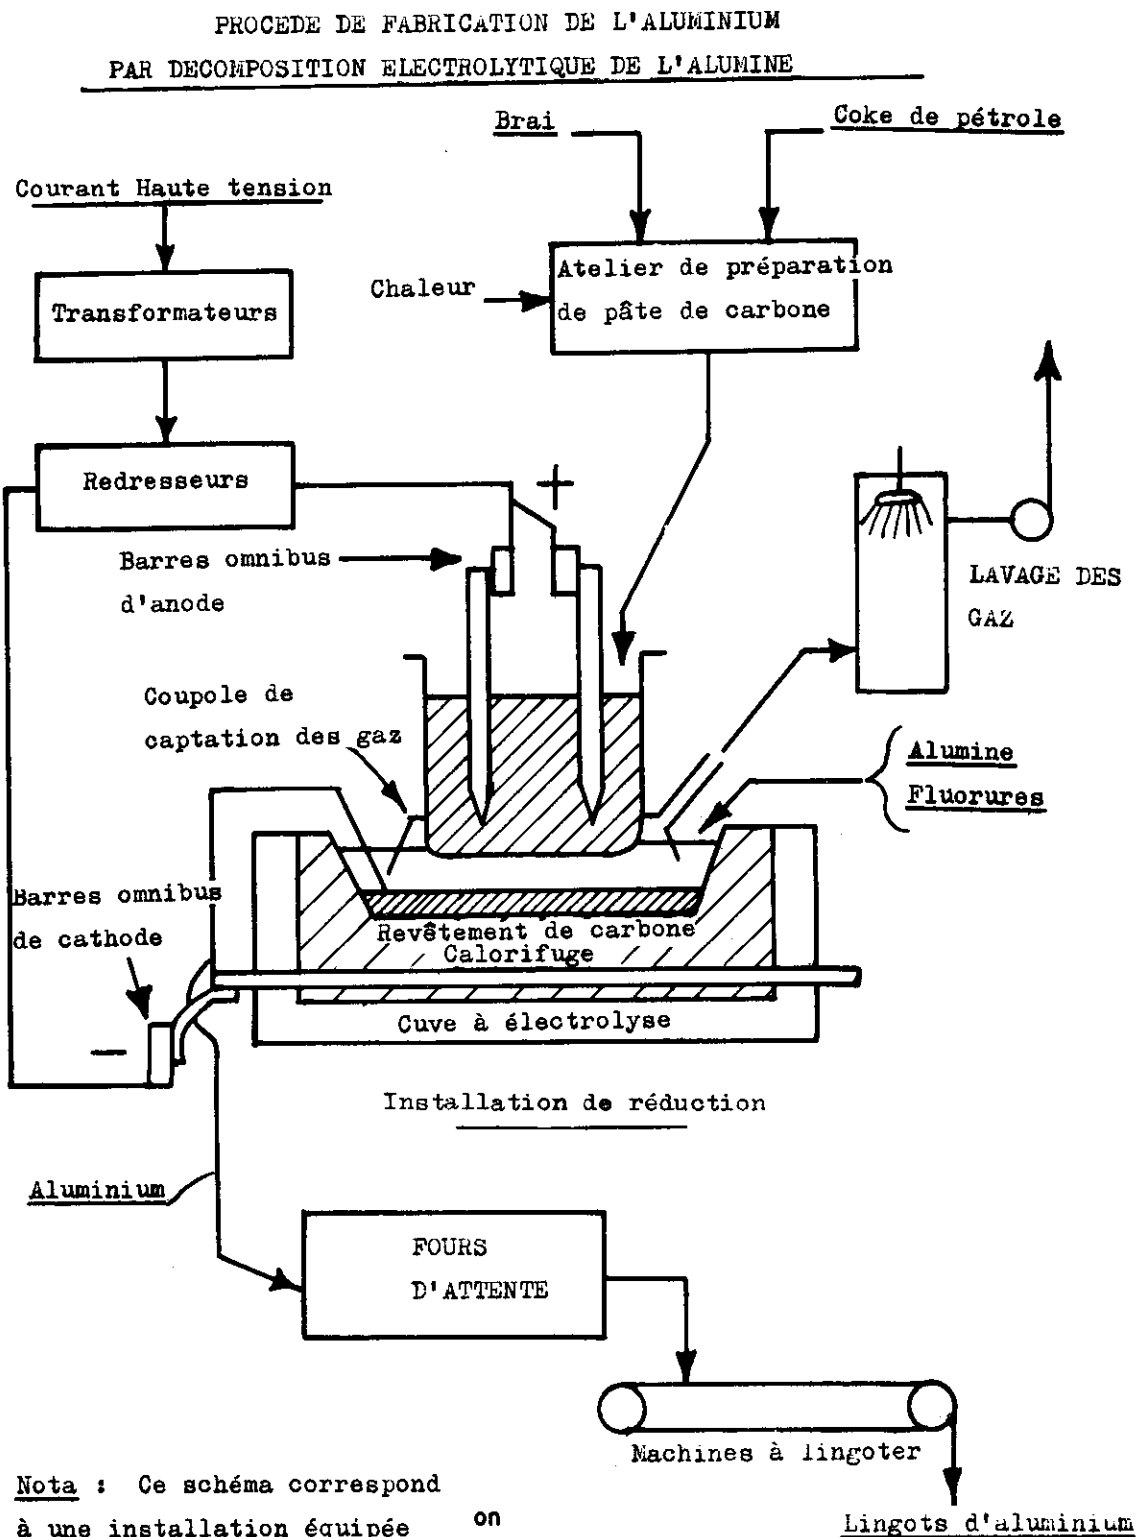 PROCEDE DE FABRICATION DE L'ALUMINIUM
PAR DECOMPOSITION ELECTROLYTIQUE DE L'ALUMINE
Brai
Coke de pétrole
Courant Haute tension
Transformateurs
Chaleur
Atelier de préparation
de pâte de carbone
Redresseurs
+
Barres omnibus
d'anode
LAVAGE DES
GAZ
Coupole de
captation des gaz
Alumine
Fluorures
Barres omnibus
de cathode
Revêtement de carbone
Calorifuge
Cuve à électrolyse
—
Installation de réduction
Aluminium
FOURS
D'ATTENTE
Machines à lingoter
Nota : Ce schéma correspond
à une installation équipée
on
Lingots d'aluminium